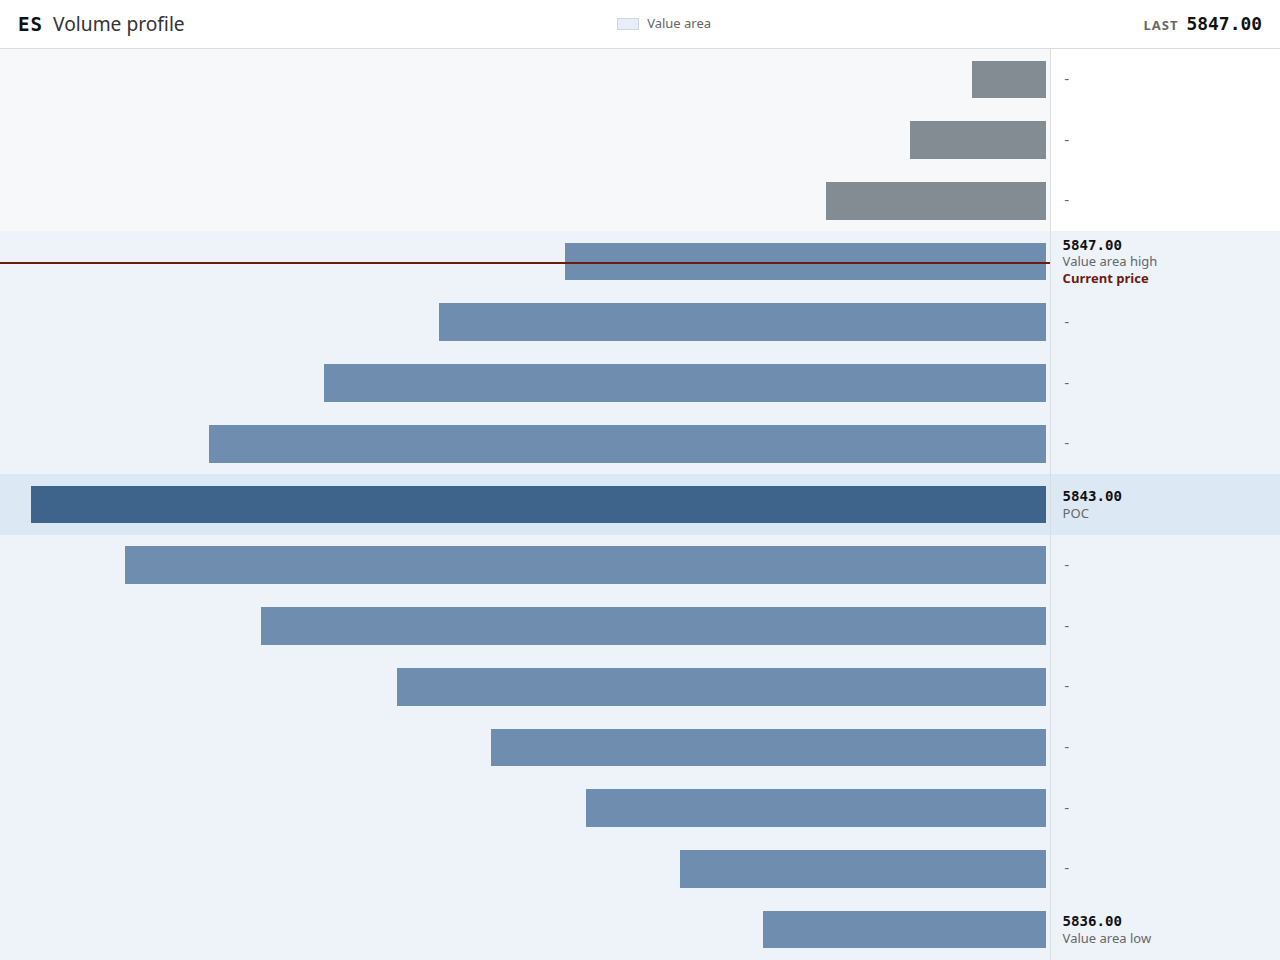 ES Volume profile
Value area
LAST 5847.00
-
-
-
5847.00
Value area high
Current price
-
-
-
5843.00
POC
-
-
-
-
-
-
5836.00
Value area low